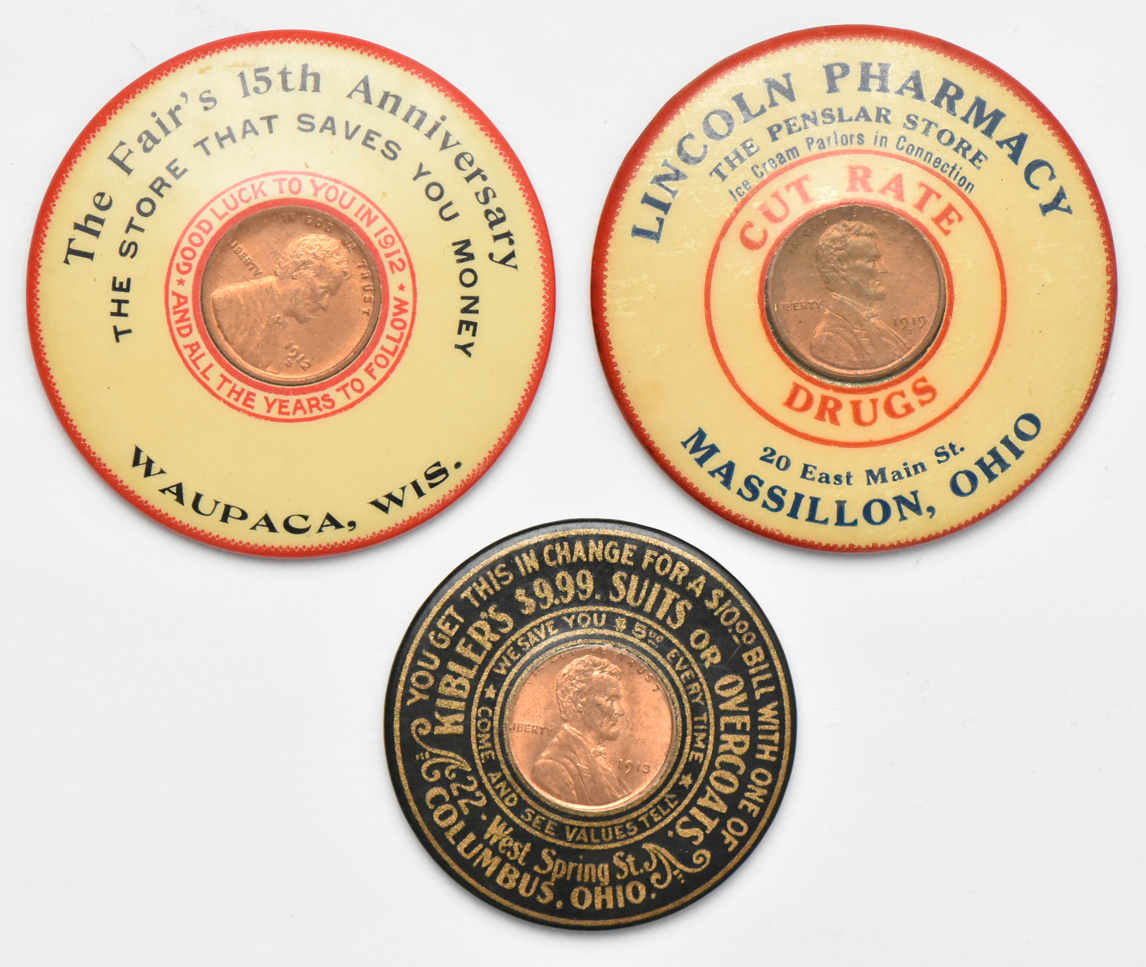 The Fair's 15th Anniversary
THE STORE THAT SAVES YOU MONEY
GOOD LUCK TO YOU IN 1912
★ AND ALL THE YEARS TO FOLLOW ★
IN GOD WE TRUST
LIBERTY
1912
S
WAUPACA, WIS.
LINCOLN PHARMACY
THE PENSLAR STORE
Ice Cream Parlors in Connection
CUT RATE
LIBERTY
1919
DRUGS
20 East Main St.
MASSILLON, OHIO
YOU GET THIS IN CHANGE FOR A $10.00 BILL WITH ONE OF
KIBLER'S $9.99. SUITS OR OVERCOATS.
WE SAVE YOU $5.00 EVERY TIME
★ COME AND SEE VALUES TELL ★
TRUST
LIBERTY
1913
22 · West Spring St.
COLUMBUS. OHIO.